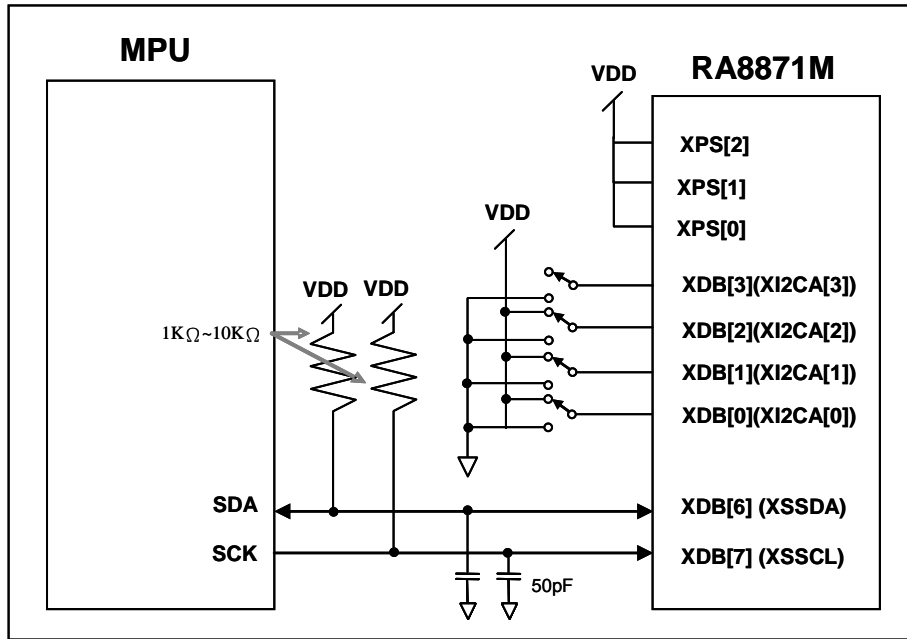 MPU
RA8871M
VDD
XPS[2]
XPS[1]
XPS[0]
VDD
XDB[3](XI2CA[3])
XDB[2](XI2CA[2])
XDB[1](XI2CA[1])
XDB[0](XI2CA[0])
VDD VDD
1KΩ~10KΩ
SDA
XDB[6] (XSSDA)
SCK
XDB[7] (XSSCL)
50pF